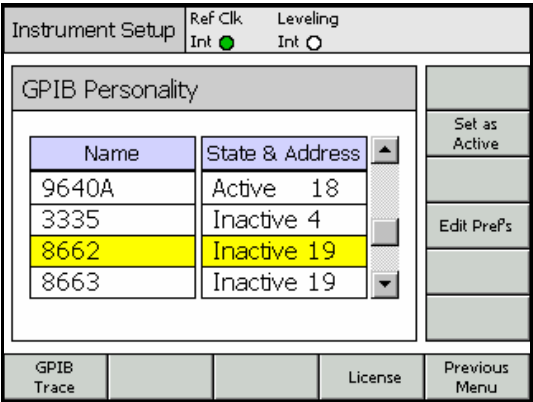 Instrument Setup
Ref Clk Leveling
Int Int
GPIB Personality
Name State & Address
9640A Active 18
3335 Inactive 4
8662 Inactive 19
8663 Inactive 19
Set as
Active
Edit Pref's
GPIB
Trace
License
Previous
Menu